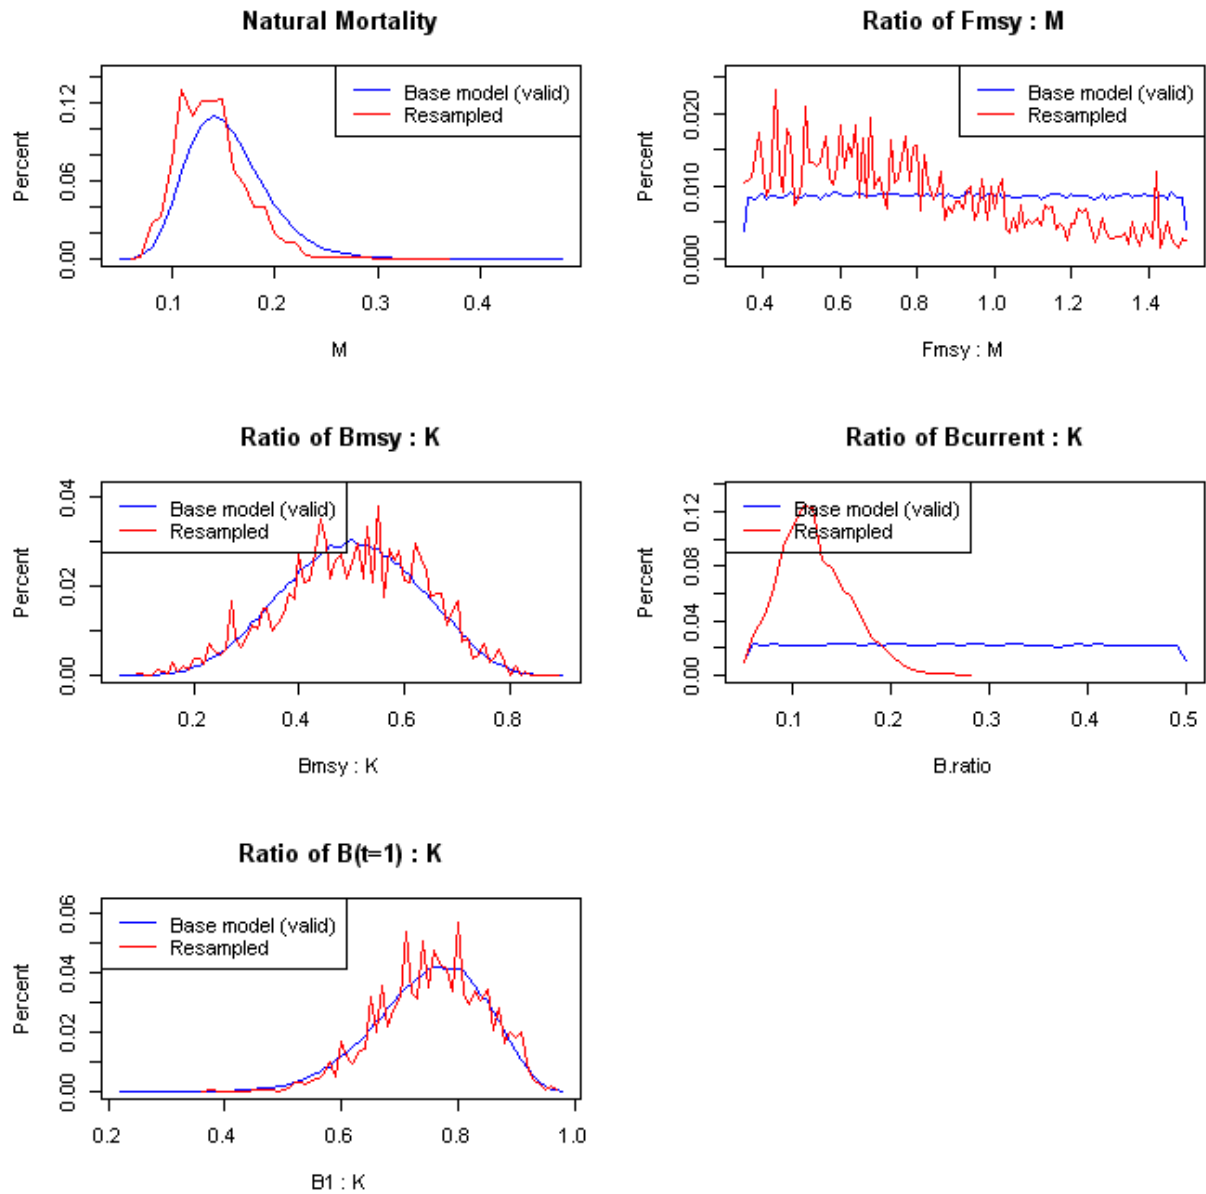 Natural Mortality
Base model (valid)
Resampled
Percent
0.00
0.06
0.12
0.1
0.2
0.3
0.4
M
Ratio of Fmsy : M
Base model (valid)
Resampled
Percent
0.000
0.010
0.020
0.4
0.6
0.8
1.0
1.2
1.4
Fmsy : M
Ratio of Bmsy : K
Base model (valid)
Resampled
Percent
0.00
0.02
0.04
0.2
0.4
0.6
0.8
Bmsy : K
Ratio of Bcurrent : K
Base model (valid)
Resampled
Percent
0.00
0.04
0.08
0.12
0.1
0.2
0.3
0.4
0.5
B.ratio
Ratio of B(t=1) : K
Base model (valid)
Resampled
Percent
0.00
0.02
0.04
0.06
0.2
0.4
0.6
0.8
1.0
B1 : K